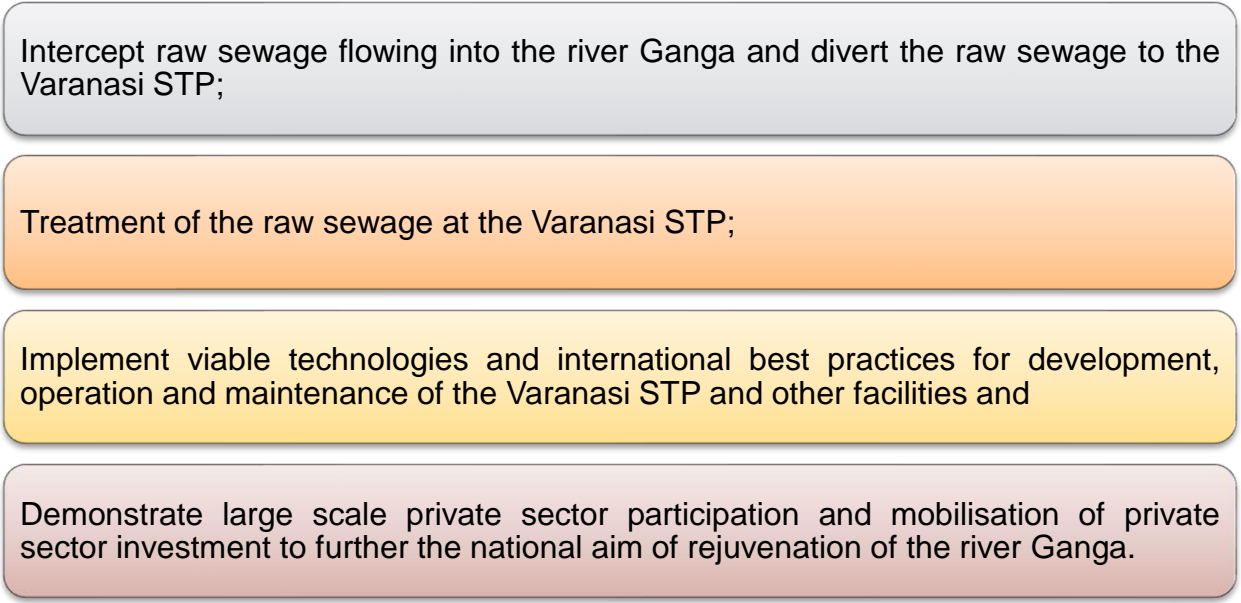 Intercept raw sewage flowing into the river Ganga and divert the raw sewage to the
Varanasi STP;
Treatment of the raw sewage at the Varanasi STP;
Implement viable technologies and international best practices for development,
operation and maintenance of the Varanasi STP and other facilities and
Demonstrate large scale private sector participation and mobilisation of private
sector investment to further the national aim of rejuvenation of the river Ganga.